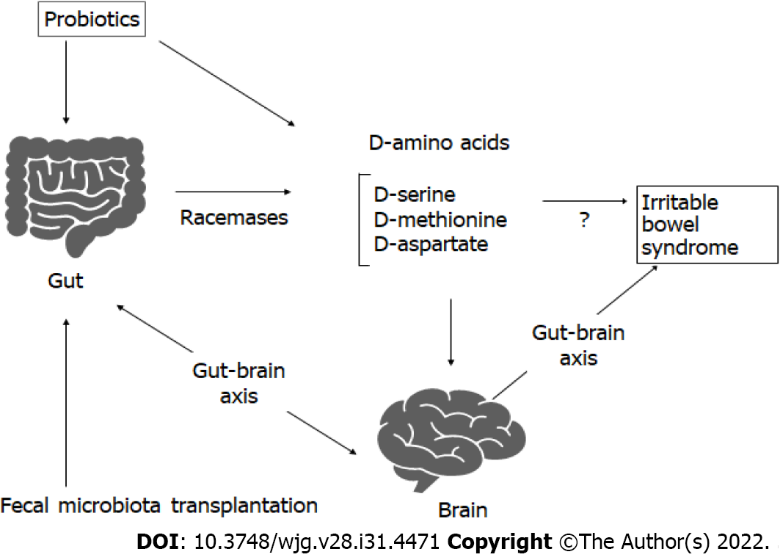 Probiotics
D-amino acids
D-serine
D-methionine
D-aspartate
Racemases
?
Irritable
bowel
syndrome
Gut
Gut-brain
axis
Gut-brain
axis
Fecal microbiota transplantation
Brain
DOI: 10.3748/wjg.v28.i31.4471 Copyright ©The Author(s) 2022.